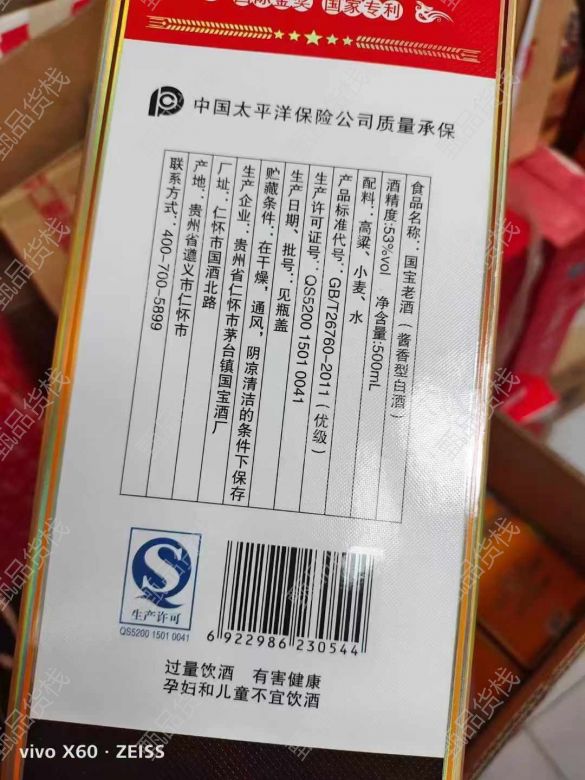 国际金奖 国家专利
中国太平洋保险公司质量承保
食品名称：国宝老酒（酱香型白酒）
酒精度:53%vol 净含量:500mL
配料：高粱、小麦、水
产品标准代号：GB/T26760-2011（优级）
生产许可证号：QS5200 1501 0041
生产日期、批号：见瓶盖
贮藏条件：在干燥，通风，阴凉清洁的条件下保存
生产企业：贵州省仁怀市茅台镇国宝酒厂
厂址：仁怀市国酒北路
产地：贵州省遵义市仁怀市
联系方式：400-700-5899
生产许可
QS5200 1501 0041
6 922986 230544
过量饮酒 有害健康
孕妇和儿童不宜饮酒
vivo X60 · ZEISS
甄品货栈